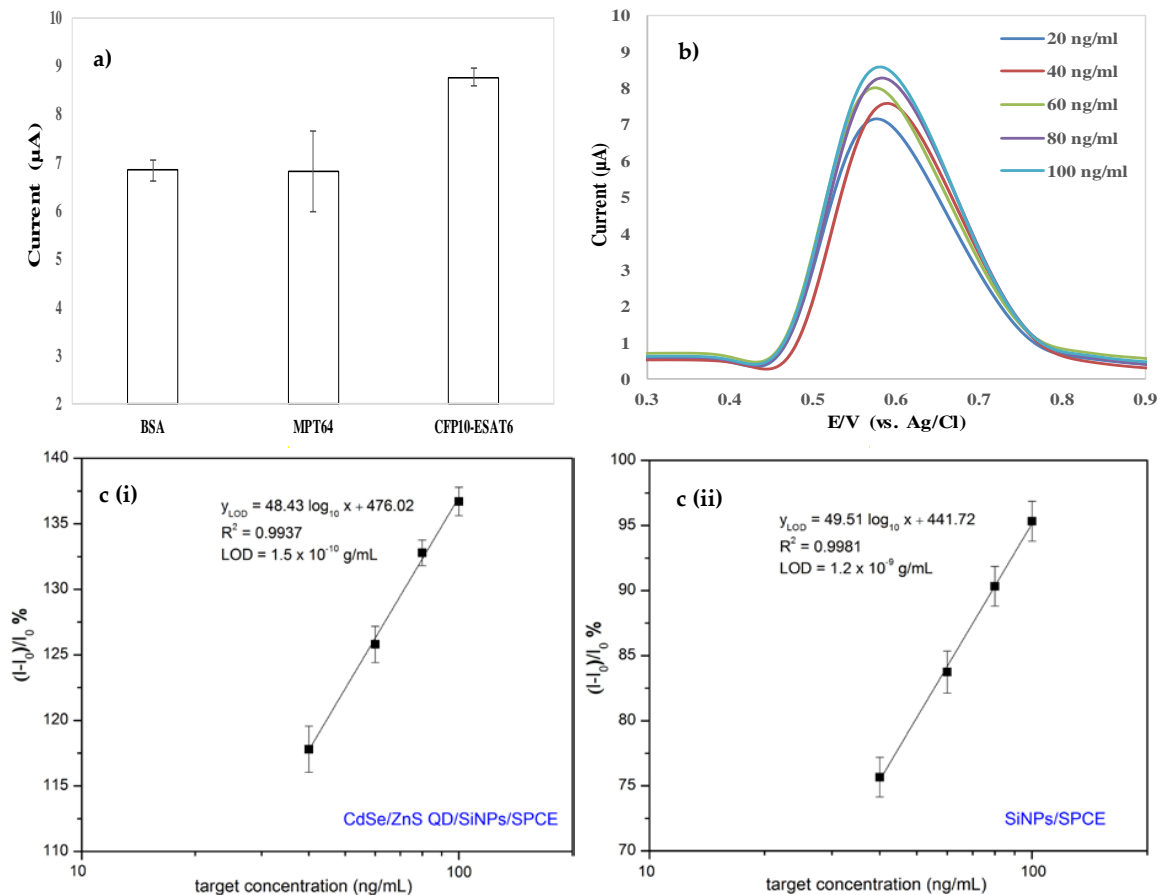 a)
10
9
8
7
6
5
4
3
2
Current (µA)
BSA MPT64 CFP10-ESAT6
b)
10
9
8
7
6
5
4
3
2
1
0
Current (µA)
20 ng/ml
40 ng/ml
60 ng/ml
80 ng/ml
100 ng/ml
0.3 0.4 0.5 0.6 0.7 0.8 0.9
E/V (vs. Ag/Cl)
c (i)
140
135
130
125
120
115
110
(I-I₀)/I₀ %
y_LOD = 48.43 log₁₀ x + 476.02
R² = 0.9937
LOD = 1.5 x 10⁻¹⁰ g/mL
CdSe/ZnS QD/SiNPs/SPCE
10 100
target concentration (ng/mL)
c (ii)
100
95
90
85
80
75
70
(I-I₀)/I₀ %
y_LOD = 49.51 log₁₀ x + 441.72
R² = 0.9981
LOD = 1.2 x 10⁻⁹ g/mL
SiNPs/SPCE
10 100
target concentration (ng/mL)